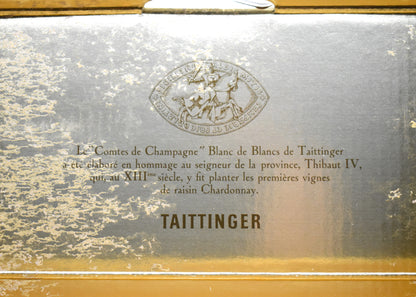 Le "Comtes de Champagne" Blanc de Blancs de Taittinger
a été élaboré en hommage au seigneur de la province, Thibaut IV,
qui, au XIIIème siècle, y fit planter les premières vignes
de raisin Chardonnay.
TAITTINGER